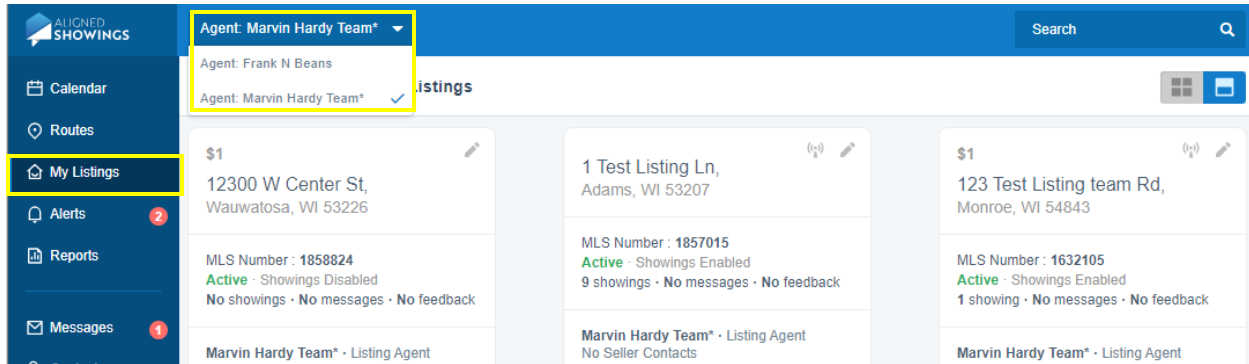 ALIGNED
SHOWINGS
Agent: Marvin Hardy Team*
Search
Agent: Frank N Beans
Agent: Marvin Hardy Team*
Listings
Calendar
Routes
My Listings
Alerts
2
Reports
Messages
1
$1
12300 W Center St,
Wauwatosa, WI 53226
MLS Number : 1858824
Active · Showings Disabled
No showings · No messages · No feedback
Marvin Hardy Team* · Listing Agent
1 Test Listing Ln,
Adams, WI 53207
MLS Number : 1857015
Active · Showings Enabled
9 showings · No messages · No feedback
Marvin Hardy Team* · Listing Agent
No Seller Contacts
$1
123 Test Listing team Rd,
Monroe, WI 54843
MLS Number : 1632105
Active · Showings Enabled
1 showing · No messages · No feedback
Marvin Hardy Team* · Listing Agent